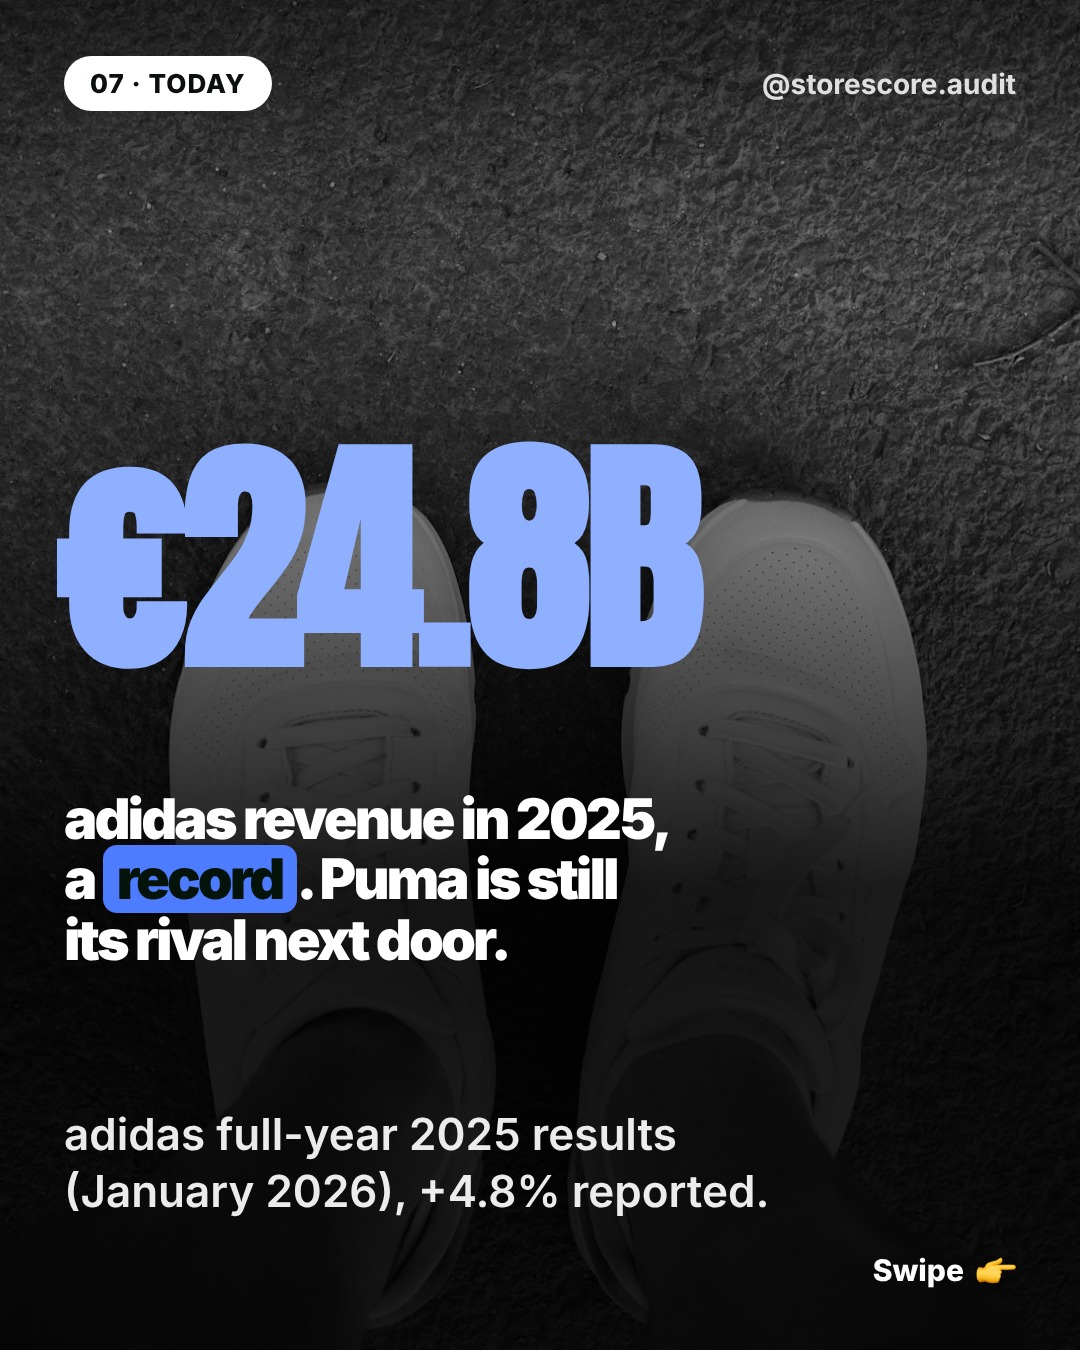 07 · TODAY
@storescore.audit
€24.8B
adidas revenue in 2025,
a record. Puma is still
its rival next door.
adidas full-year 2025 results
(January 2026), +4.8% reported.
Swipe 👉